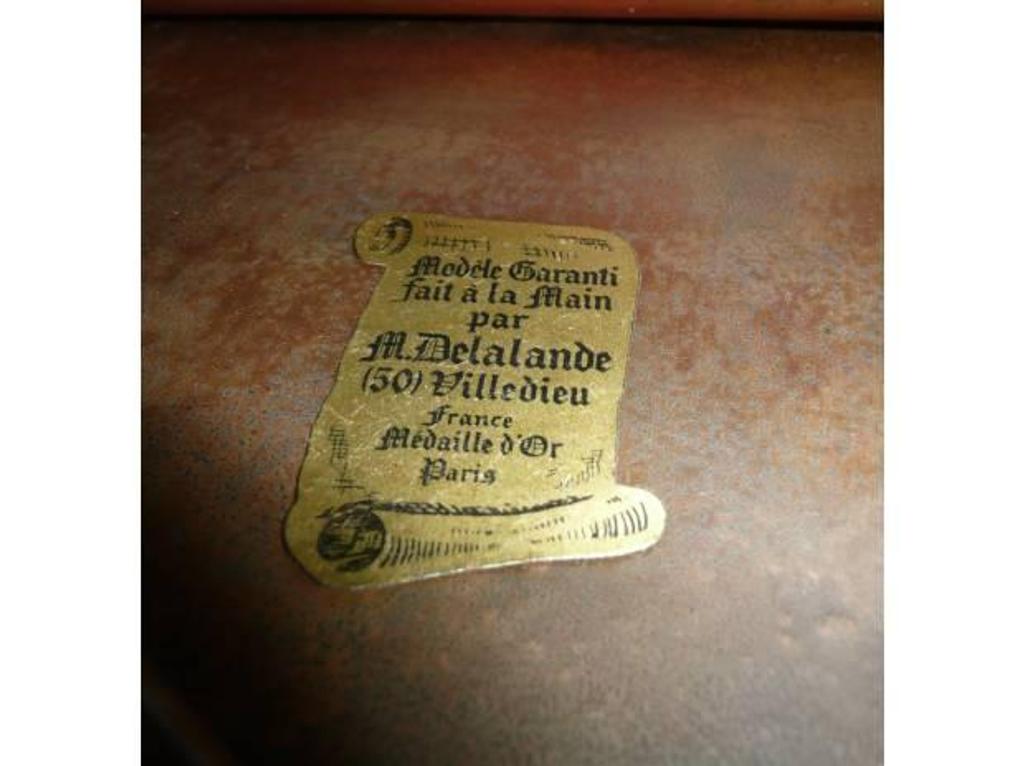 Modèle Garanti
fait à la Main
par
M. Delalande
(50) Villedieu
France
Médaille d'Or
Paris